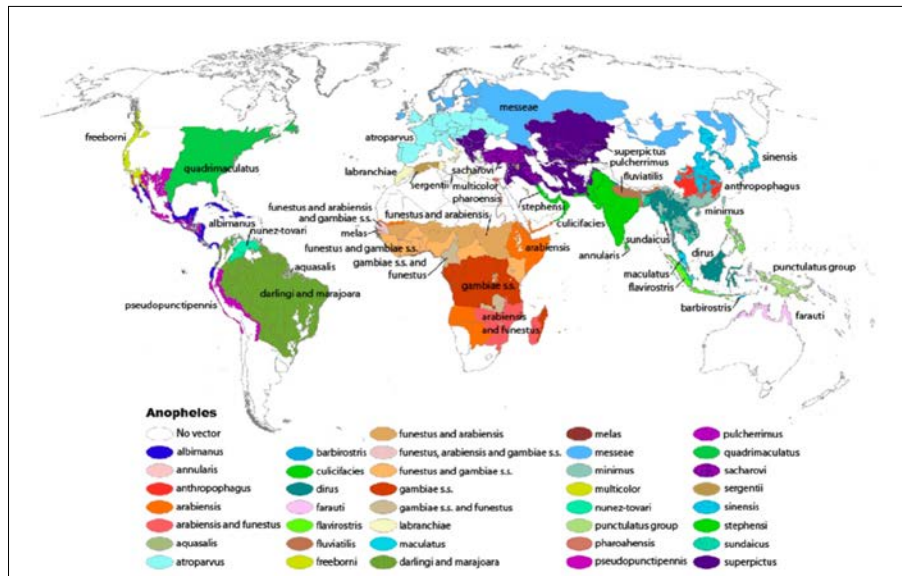 messeae
freeborni
atroparvus
superpictus
pulcherrimus
fluviatilis
sinensis
quadrimaculatus
labranchiae
sacharovi
sergentii
multicolor
pharoensis
anthropophagus
stephensi
minimus
funestus and arabiensis
and gambiae s.s.
funestus and arabiensis
albimanus
nunez-tovari
melas
culicifacies
sundaicus
funestus and gambiae s.s.
arabiensis
annularis
dirus
gambiae s.s. and
funestus
aquasalis
maculatus
flavirostris
punctulatus group
darlingi and marajoara
gambiae s.s.
pseudopunctipennis
barbirostris
farauti
arabiensis
and funestus
Anopheles
No vector
albimanus
annularis
anthropophagus
arabiensis
arabiensis and funestus
aquasalis
atroparvus
barbirostris
culicifacies
dirus
farauti
flavirostris
fluviatilis
freeborni
funestus and arabiensis
funestus, arabiensis and gambiae s.s.
funestus and gambiae s.s.
gambiae s.s.
gambiae s.s. and funestus
labranchiae
maculatus
darlingi and marajoara
melas
messeae
minimus
multicolor
nunez-tovari
punctulatus group
pharoahensis
pseudopunctipennis
pulcherrimus
quadrimaculatus
sacharovi
sergentii
sinensis
stephensi
sundaicus
superpictus